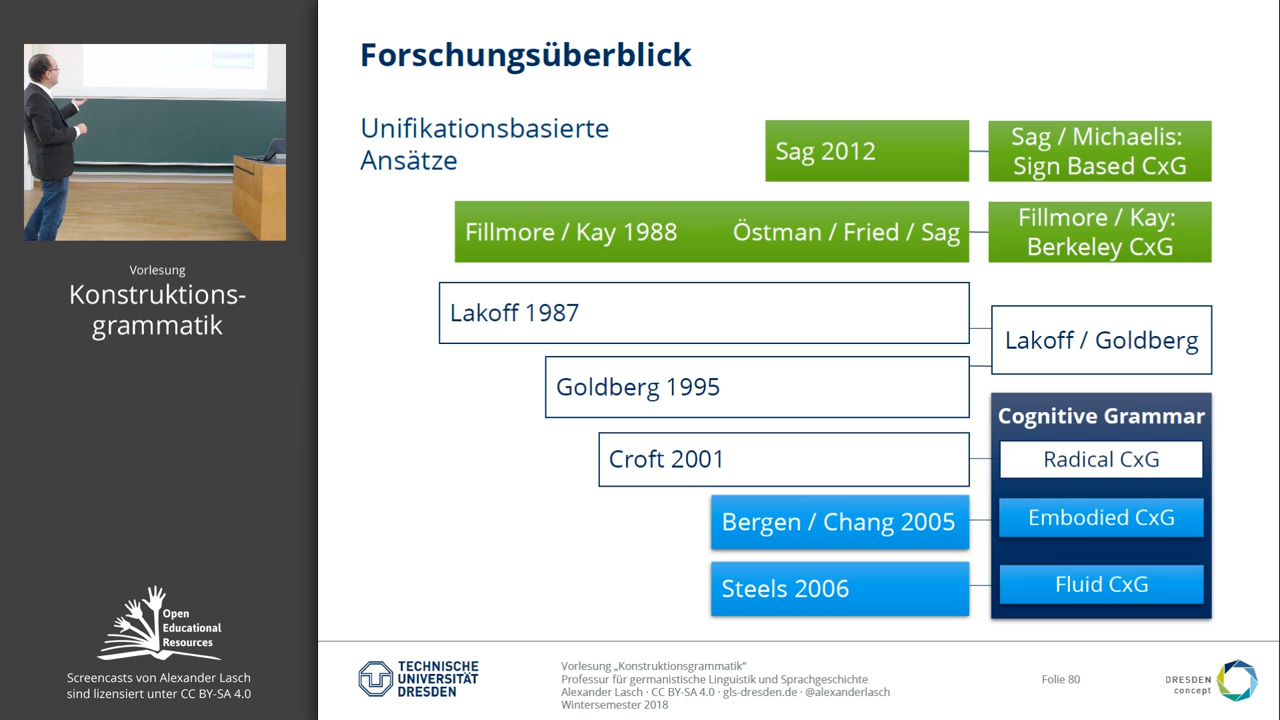 Vorlesung
Konstruktions-
grammatik
Open
Educational
Resources
Screencasts von Alexander Lasch
sind lizensiert unter CC BY-SA 4.0
Forschungsüberblick
Unifikationsbasierte
Ansätze
Sag 2012
Sag / Michaelis:
Sign Based CxG
Fillmore / Kay 1988
Östman / Fried / Sag
Fillmore / Kay:
Berkeley CxG
Lakoff 1987
Goldberg 1995
Lakoff / Goldberg
Cognitive Grammar
Croft 2001
Radical CxG
Bergen / Chang 2005
Embodied CxG
Steels 2006
Fluid CxG
TECHNISCHE
UNIVERSITÄT
DRESDEN
Vorlesung „Konstruktionsgrammatik“
Professur für germanistische Linguistik und Sprachgeschichte
Alexander Lasch · CC BY-SA 4.0 · gls-dresden.de · @alexanderlasch
Wintersemester 2018
Folie 80
DRESDEN
concept